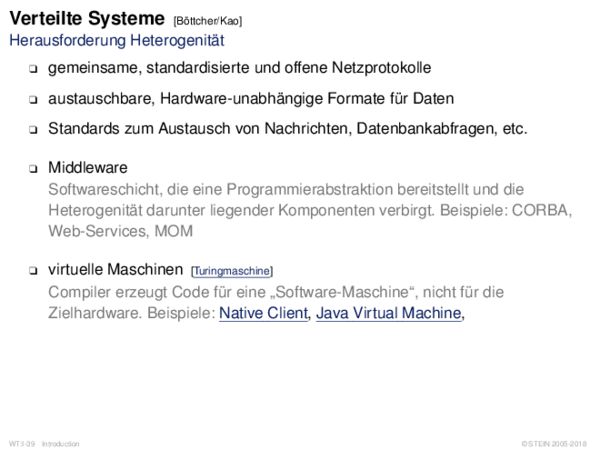 Verteilte Systeme [Böttcher/Kao]
Herausforderung Heterogenität
❑ gemeinsame, standardisierte und offene Netzprotokolle
❑ austauschbare, Hardware-unabhängige Formate für Daten
❑ Standards zum Austausch von Nachrichten, Datenbankabfragen, etc.
❑ Middleware
Softwareschicht, die eine Programmierabstraktion bereitstellt und die
Heterogenität darunter liegender Komponenten verbirgt. Beispiele: CORBA,
Web-Services, MOM
❑ virtuelle Maschinen [Turingmaschine]
Compiler erzeugt Code für eine „Software-Maschine“, nicht für die
Zielhardware. Beispiele: Native Client, Java Virtual Machine,
WT:I-39 Introduction © STEIN 2005-2018